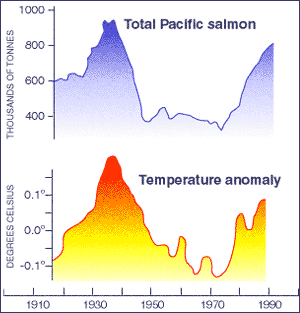 1000
Total Pacific salmon
800
600
400
THOUSANDS OF TONNES
Temperature anomaly
0.1°
0.0°
-0.1°
DEGREES CELSIUS
1910 1930 1950 1970 1990